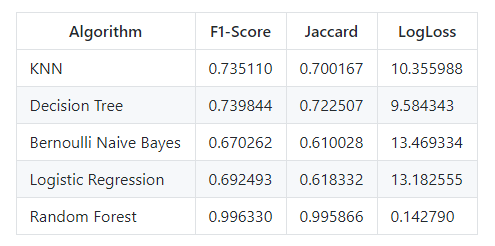 Algorithm F1-Score Jaccard LogLoss
KNN 0.735110 0.700167 10.355988
Decision Tree 0.739844 0.722507 9.584343
Bernoulli Naive Bayes 0.670262 0.610028 13.469334
Logistic Regression 0.692493 0.618332 13.182555
Random Forest 0.996330 0.995866 0.142790